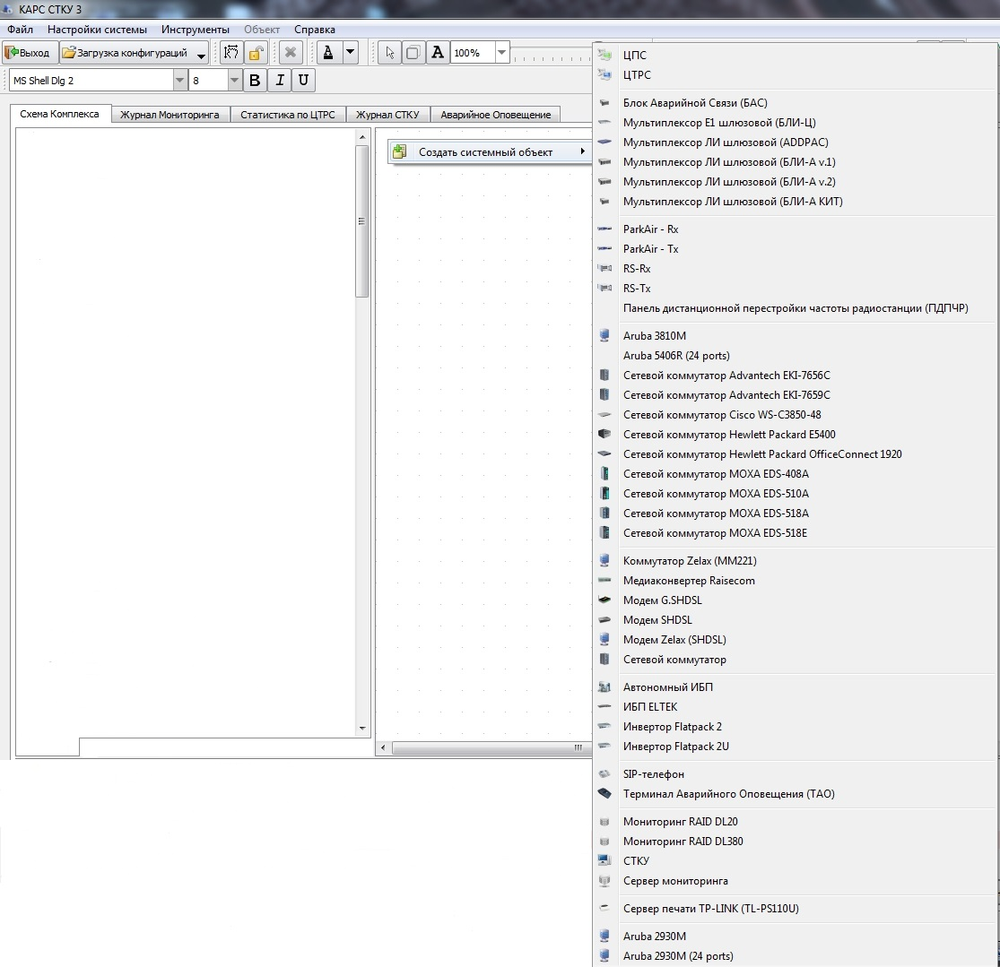 КАРС СТКУ 3
Файл Настройки системы Инструменты Объект Справка
Выход Загрузка конфигураций A A 100%
MS Shell Dlg 2 8 B I U
Схема Комплекса Журнал Мониторинга Статистика по ЦТРС Журнал СТКУ Аварийное Оповещение
Создать системный объект
ЦПС
ЦТРС
Блок Аварийной Связи (БАС)
Мультиплексор Е1 шлюзовой (БЛИ-Ц)
Мультиплексор ЛИ шлюзовой (ADDPAC)
Мультиплексор ЛИ шлюзовой (БЛИ-А v.1)
Мультиплексор ЛИ шлюзовой (БЛИ-А v.2)
Мультиплексор ЛИ шлюзовой (БЛИ-А КИТ)
ParkAir - Rx
ParkAir - Tx
RS-Rx
RS-Tx
Панель дистанционной перестройки частоты радиостанции (ПДПЧР)
Aruba 3810M
Aruba 5406R (24 ports)
Сетевой коммутатор Advantech EKI-7656C
Сетевой коммутатор Advantech EKI-7659C
Сетевой коммутатор Cisco WS-C3850-48
Сетевой коммутатор Hewlett Packard E5400
Сетевой коммутатор Hewlett Packard OfficeConnect 1920
Сетевой коммутатор MOXA EDS-408A
Сетевой коммутатор MOXA EDS-510A
Сетевой коммутатор MOXA EDS-518A
Сетевой коммутатор MOXA EDS-518E
Коммутатор Zelax (MM221)
Медиаконвертер Raisecom
Модем G.SHDSL
Модем SHDSL
Модем Zelax (SHDSL)
Сетевой коммутатор
Автономный ИБП
ИБП ELTEK
Инвертор Flatpack 2
Инвертор Flatpack 2U
SIP-телефон
Терминал Аварийного Оповещения (ТАО)
Мониторинг RAID DL20
Мониторинг RAID DL380
СТКУ
Сервер мониторинга
Сервер печати TP-LINK (TL-PS110U)
Aruba 2930M
Aruba 2930M (24 ports)